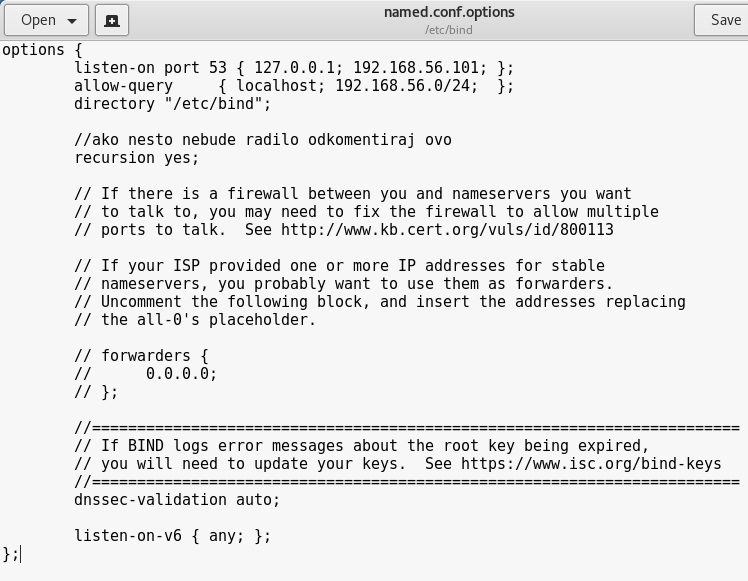 Open
named.conf.options
/etc/bind
Save
options {
        listen-on port 53 { 127.0.0.1; 192.168.56.101; };
        allow-query     { localhost; 192.168.56.0/24;  };
        directory "/etc/bind";
        //ako nesto nebude radilo odkomentiraj ovo
        recursion yes;
        // If there is a firewall between you and nameservers you want
        // to talk to, you may need to fix the firewall to allow multiple
        // ports to talk.  See http://www.kb.cert.org/vuls/id/800113
        // If your ISP provided one or more IP addresses for stable
        // nameservers, you probably want to use them as forwarders.
        // Uncomment the following block, and insert the addresses replacing
        // the all-0's placeholder.
        // forwarders {
        //      0.0.0.0;
        // };
        //========================================================================
        // If BIND logs error messages about the root key being expired,
        // you will need to update your keys.  See https://www.isc.org/bind-keys
        //========================================================================
        dnssec-validation auto;
        listen-on-v6 { any; };
};